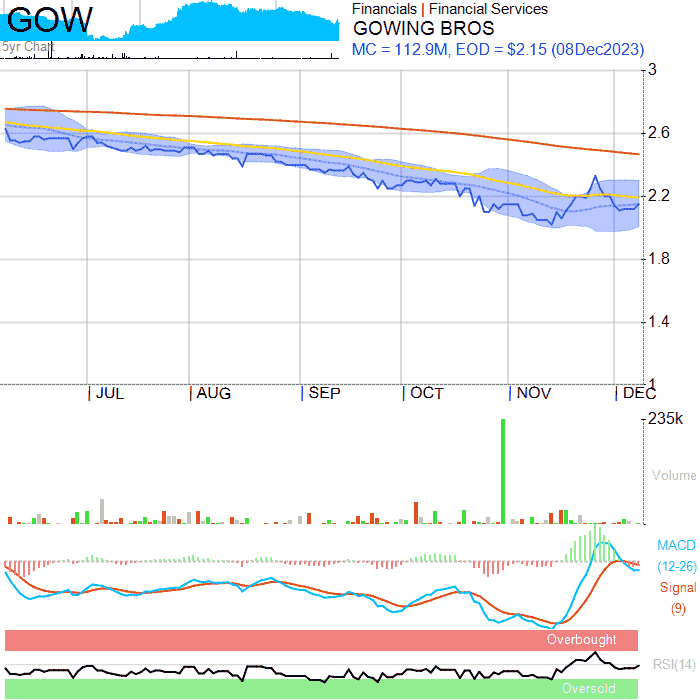 GOW
5yr Chart
Financials | Financial Services
GOWING BROS
MC = 112.9M, EOD = $2.15 (08Dec2023)
3
2.6
2.2
1.8
1.4
1
JUL AUG SEP OCT NOV DEC
235k
Volume
MACD
(12-26)
Signal
(9)
Overbought
RSI(14)
Oversold